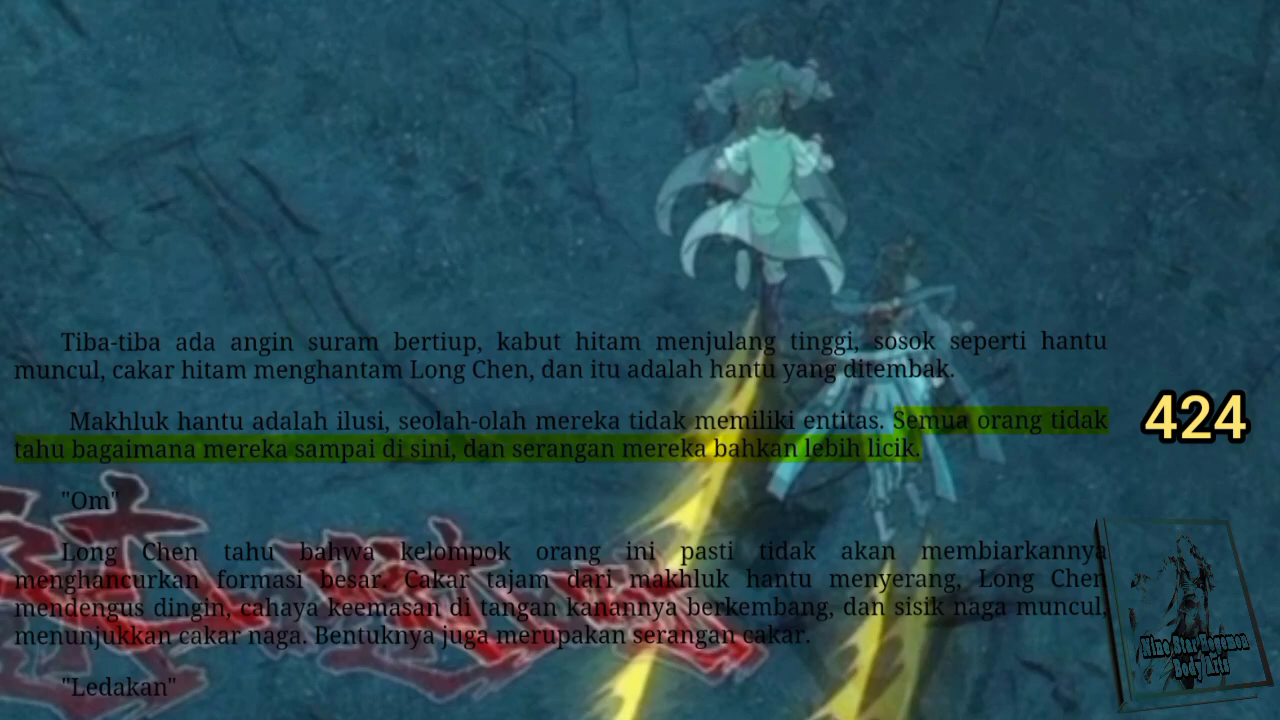 Tiba-tiba ada angin suram bertiup, kabut hitam menjulang tinggi, sosok seperti hantu
muncul, cakar hitam menghantam Long Chen, dan itu adalah hantu yang ditembak.
Makhluk hantu adalah ilusi, seolah-olah mereka tidak memiliki entitas. Semua orang tidak
tahu bagaimana mereka sampai di sini, dan serangan mereka bahkan lebih licik.
424
"Om"
Long Chen tahu bahwa kelompok orang ini pasti tidak akan membiarkannya
menghancurkan formasi besar. Cakar tajam dari makhluk hantu menyerang, Long Chen
mendengus dingin, cahaya keemasan di tangan kanannya berkembang, dan sisik naga muncul,
menunjukkan cakar naga. Bentuknya juga merupakan serangan cakar.
"Ledakan"
Nine Star Hegemon
Body Arts